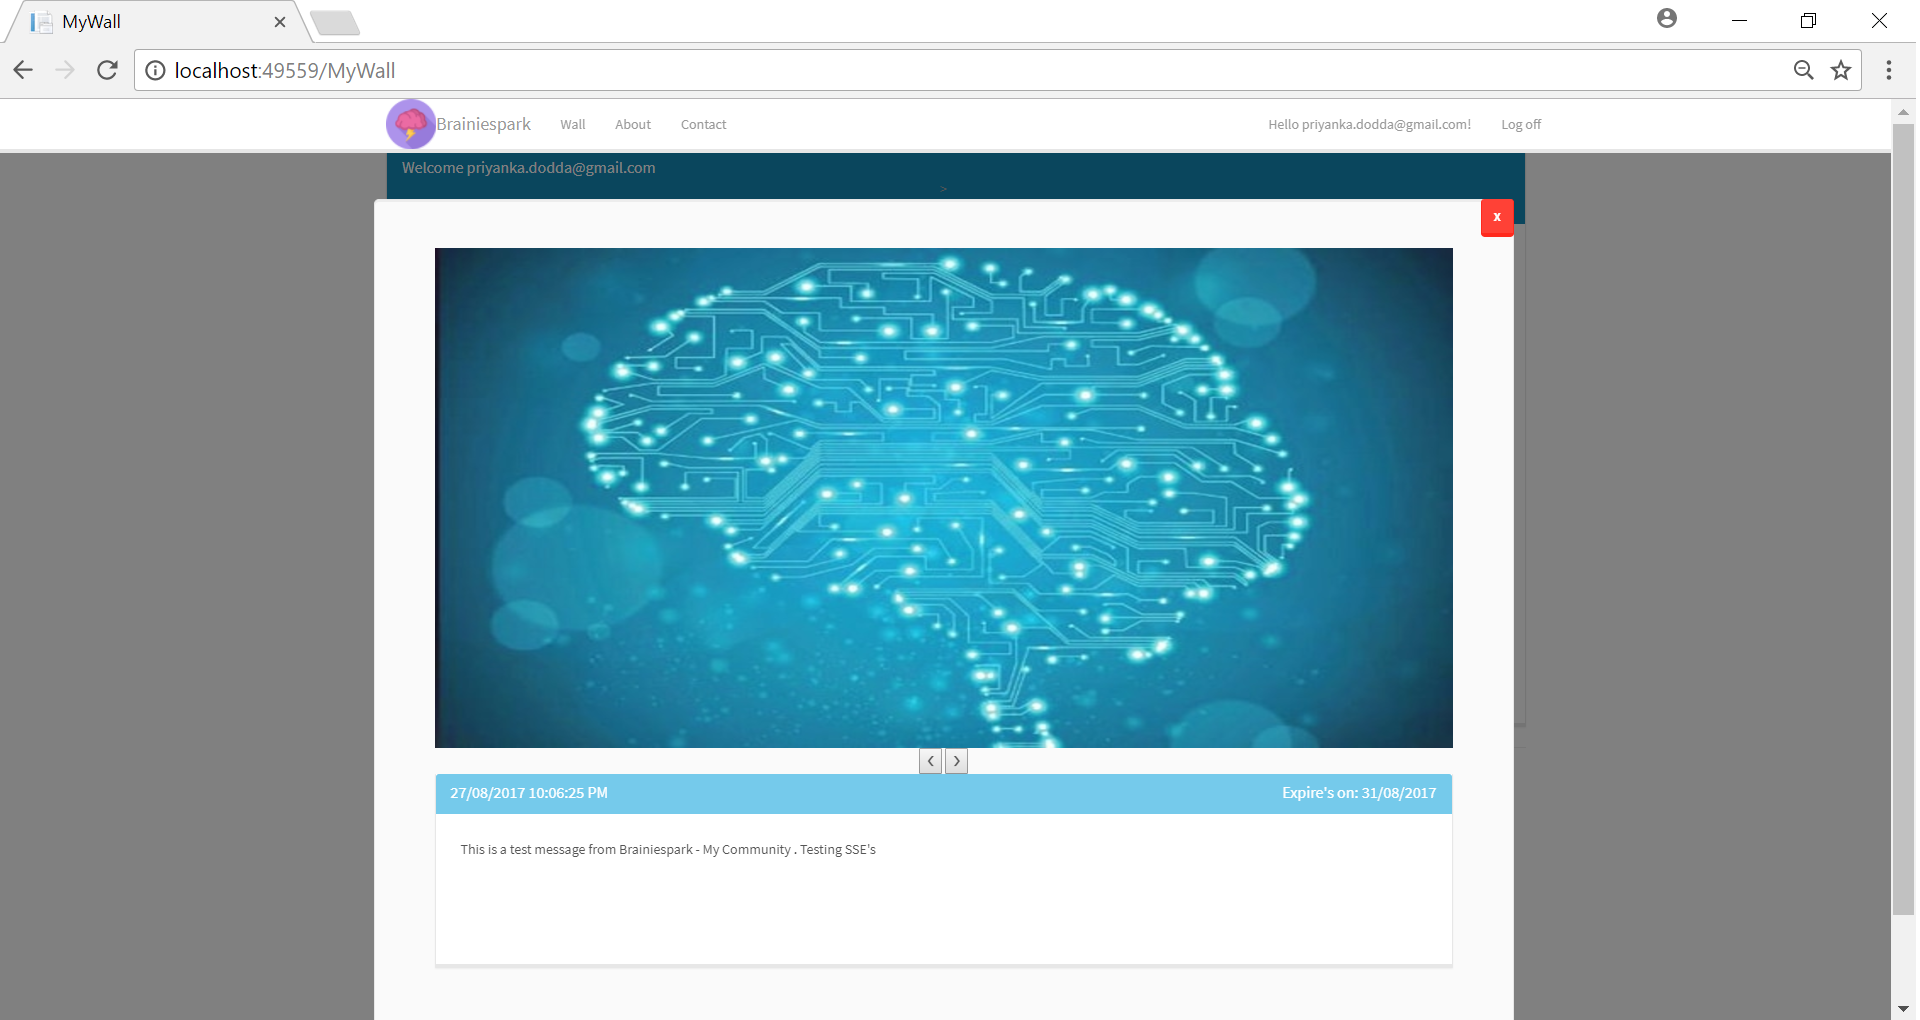 MyWall
localhost:49559/MyWall
Brainiespark Wall About Contact Hello priyanka.dodda@gmail.com! Log off
Welcome priyanka.dodda@gmail.com
>
x
27/08/2017 10:06:25 PM Expire's on: 31/08/2017
This is a test message from Brainiespark - My Community . Testing SSE's